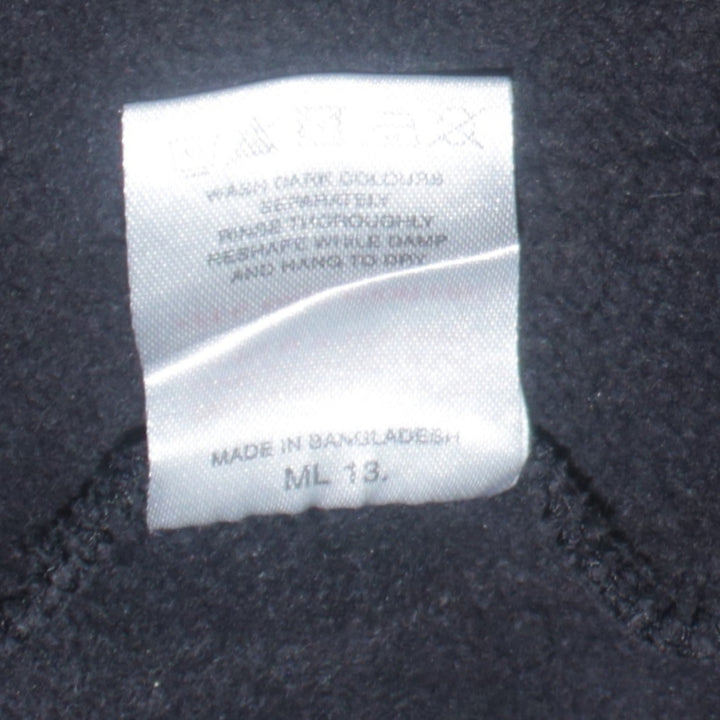 WASH DARK COLOURS
SEPARATELY
RINSE THOROUGHLY
RESHAPE WHILE DAMP
AND HANG TO DRY
MADE IN BANGLADESH
ML 13.